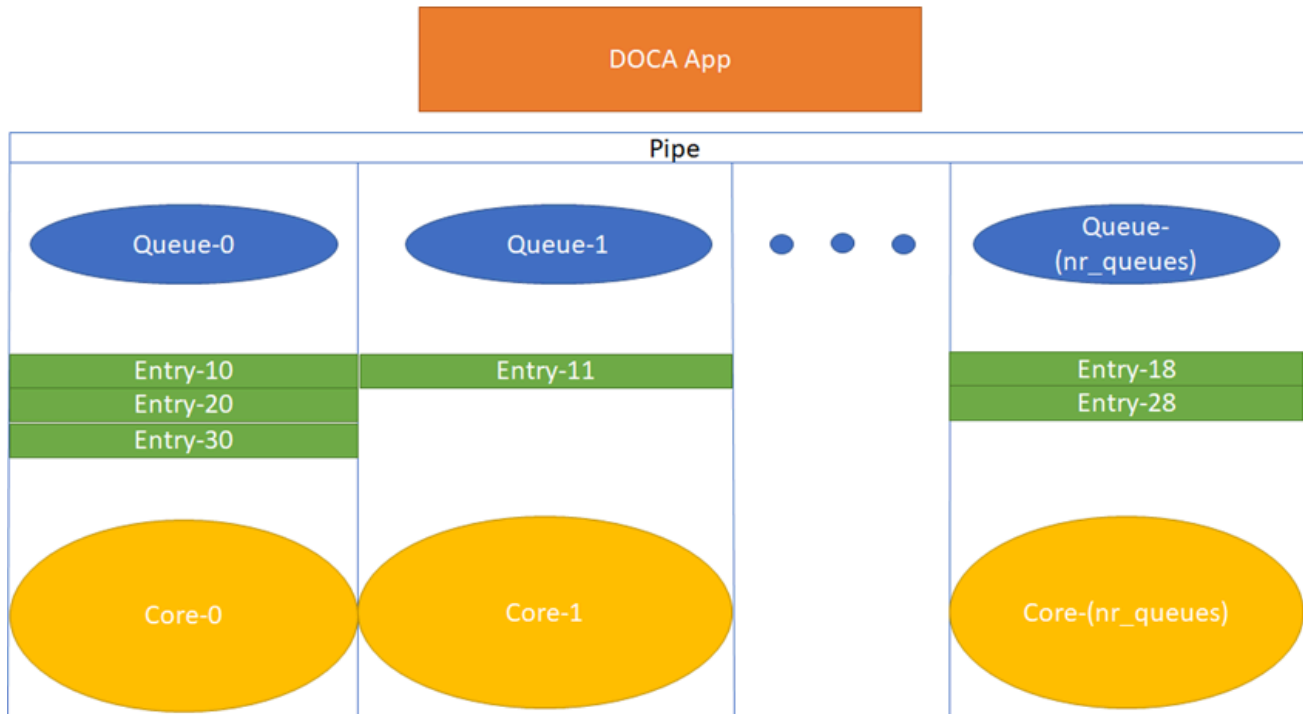 DOCA App
Pipe
Queue-0
Queue-1
Queue-
(nr_queues)
Entry-10
Entry-11
Entry-18
Entry-20
Entry-28
Entry-30
Core-0
Core-1
Core-(nr_queues)